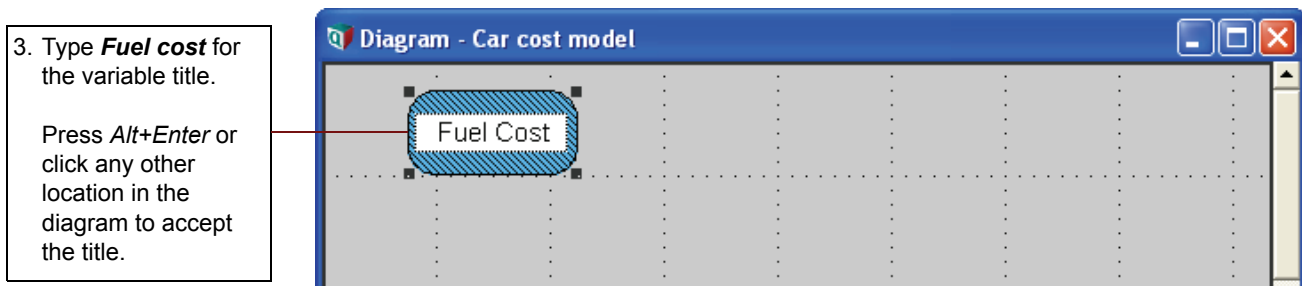 3. Type Fuel cost for
the variable title.
Press Alt+Enter or
click any other
location in the
diagram to accept
the title.
Diagram - Car cost model
Fuel Cost